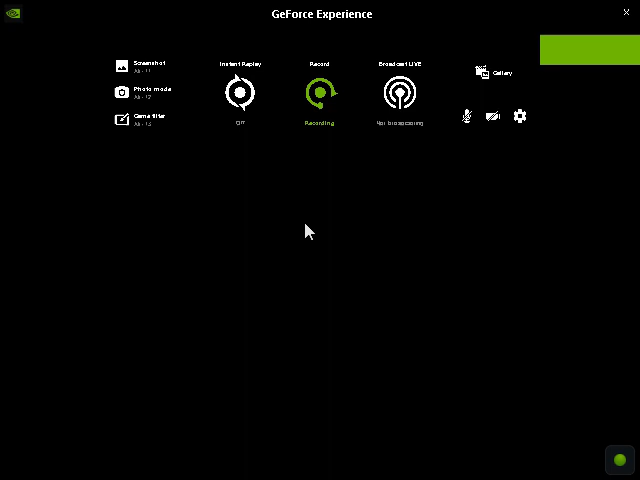 GeForce Experience
X
Screenshot
Photo mode
Game filter
Instant Replay
Off
Record
Recording
Broadcast LIVE
Not broadcasting
Gallery